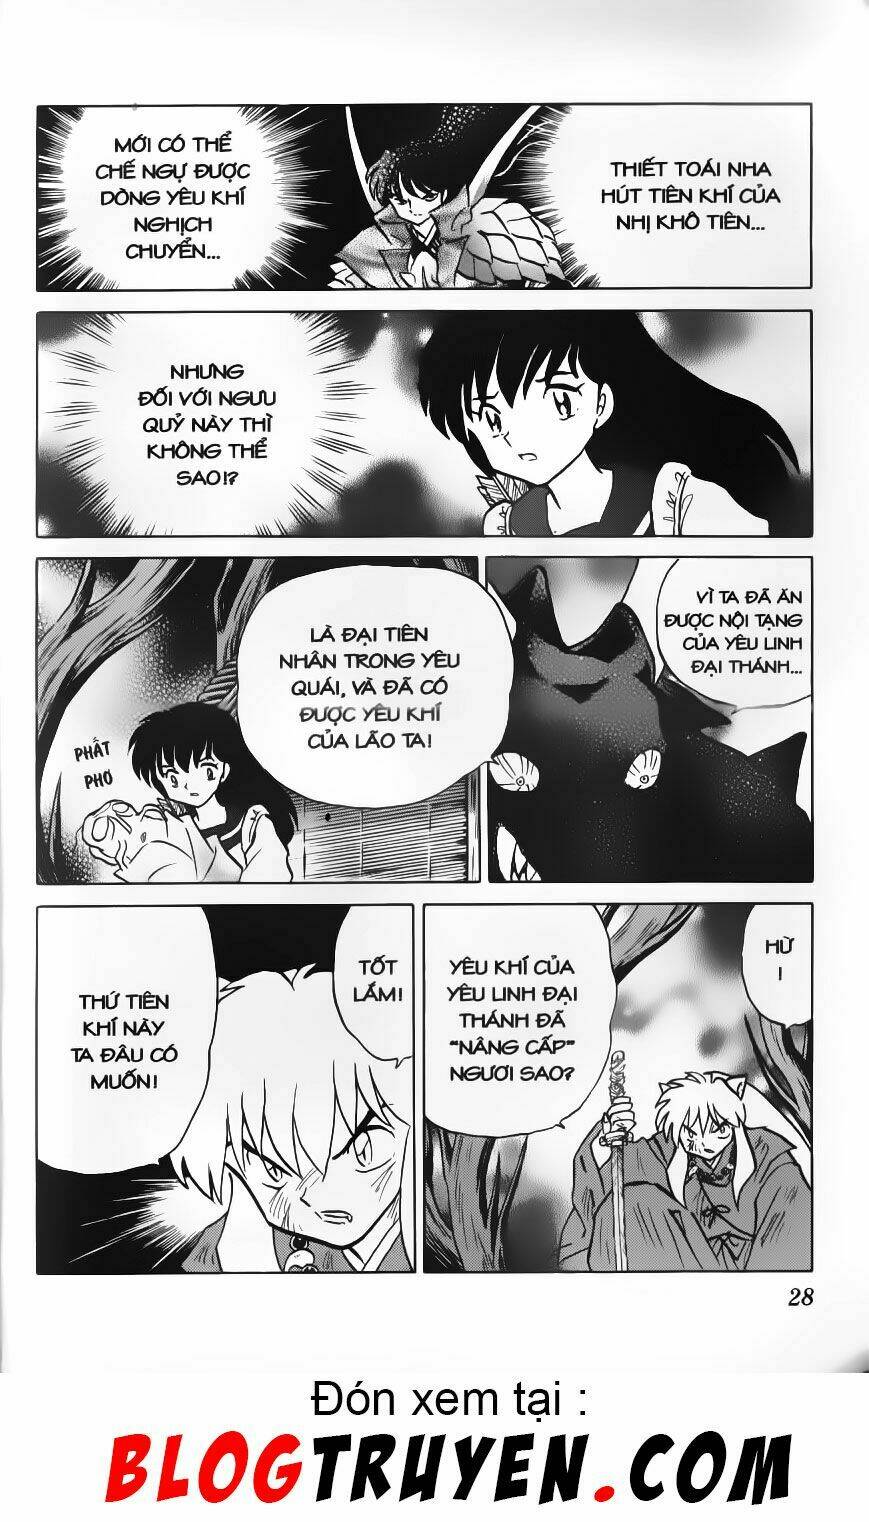 THIẾT TOÁI NHA
HÚT TIÊN KHÍ CỦA
NHỊ KHÔ TIÊN...
MỚI CÓ THỂ
CHẾ NGỰ ĐƯỢC
DÒNG YÊU KHÍ
NGHỊCH
CHUYỂN...
NHƯNG
ĐỐI VỚI NGƯU
QUỶ NÀY THÌ
KHÔNG THỂ
SAO!?
VÌ TA ĐÃ ĂN
ĐƯỢC NỘI TẠNG
CỦA YÊU LINH
ĐẠI THÁNH...
LÀ ĐẠI TIÊN
NHÂN TRONG YÊU
QUÁI, VÀ ĐÃ CÓ
ĐƯỢC YÊU KHÍ
CỦA LÃO TA!
PHẤT
PHƠ
HỪ
!
YÊU KHÍ CỦA
YÊU LINH ĐẠI
THÁNH ĐÃ
“NÂNG CẤP”
NGƯƠI SAO?
TỐT
LẮM!
THỨ TIÊN
KHÍ NÀY
TA ĐÂU CÓ
MUỐN!
28
Đón xem tại :
BLOGTRUYEN.COM